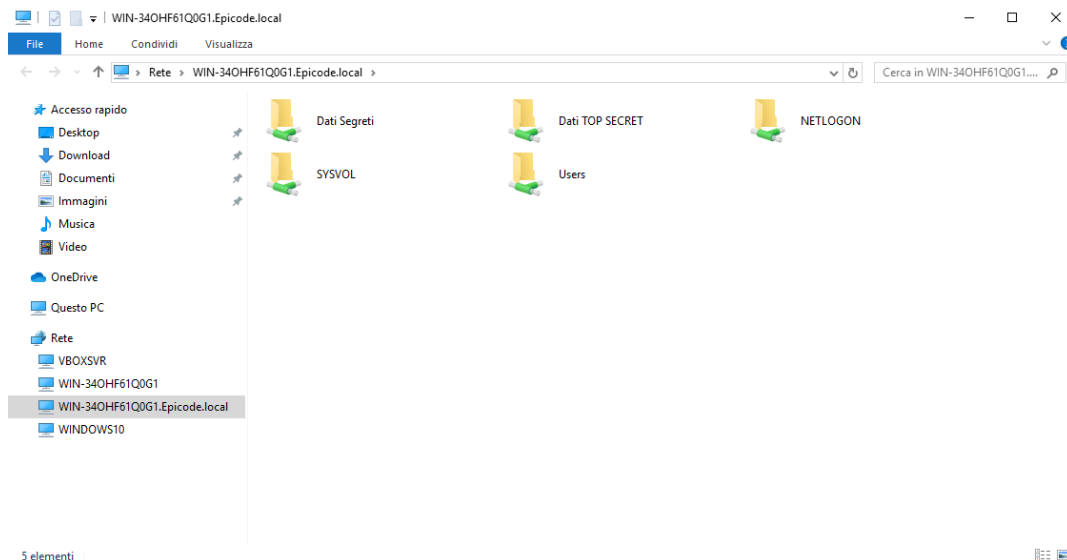 WIN-34OHF61Q0G1.Epicode.local
File Home Condividi Visualizza
Rete WIN-34OHF61Q0G1.Epicode.local
Cerca in WIN-34OHF61Q0G1....
Accesso rapido
Desktop
Download
Documenti
Immagini
Musica
Video
OneDrive
Questo PC
Rete
VBOXSVR
WIN-34OHF61Q0G1
WIN-34OHF61Q0G1.Epicode.local
WINDOWS10
Dati Segreti
Dati TOP SECRET
NETLOGON
SYSVOL
Users
5 elementi